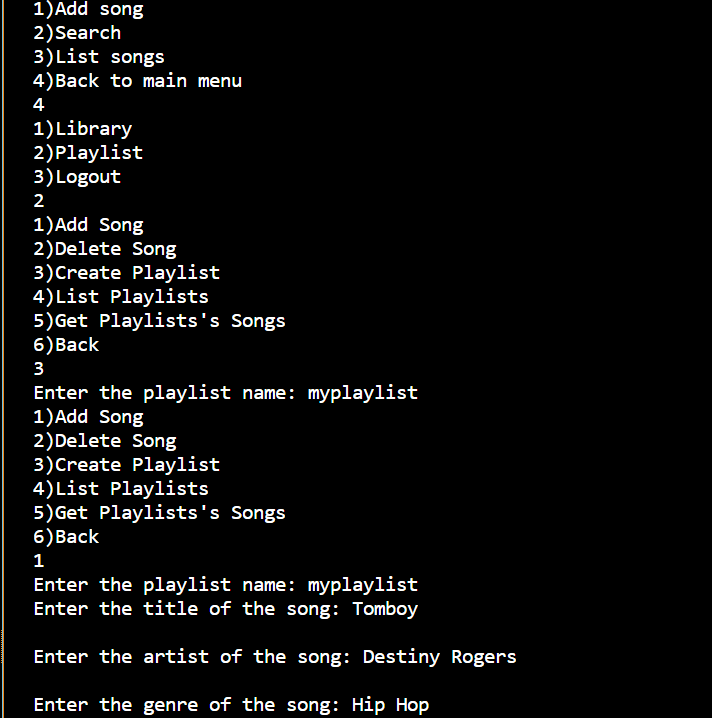 1)Add song
2)Search
3)List songs
4)Back to main menu
4
1)Library
2)Playlist
3)Logout
2
1)Add Song
2)Delete Song
3)Create Playlist
4)List Playlists
5)Get Playlists's Songs
6)Back
3
Enter the playlist name: myplaylist
1)Add Song
2)Delete Song
3)Create Playlist
4)List Playlists
5)Get Playlists's Songs
6)Back
1
Enter the playlist name: myplaylist
Enter the title of the song: Tomboy
Enter the artist of the song: Destiny Rogers
Enter the genre of the song: Hip Hop